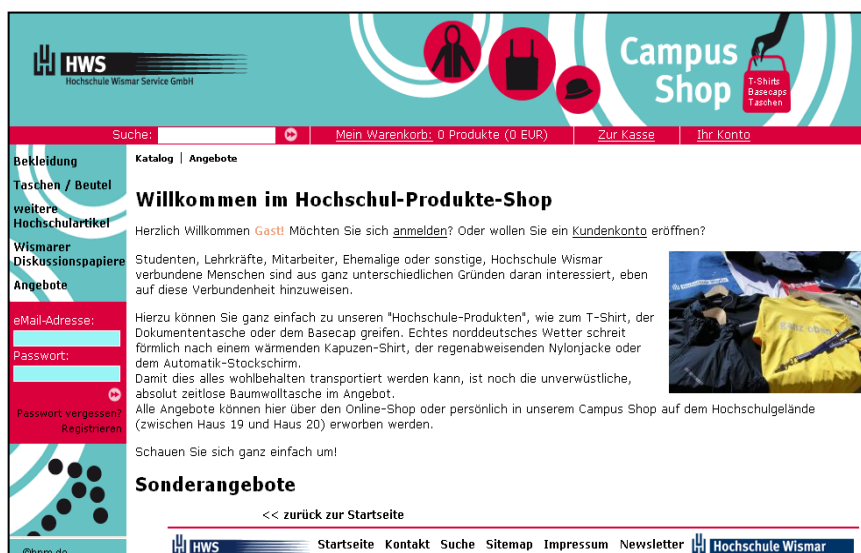 HWS
Hochschule Wismar Service GmbH
Campus
Shop
T-Shirts
Basecaps
Taschen
Suche:
Mein Warenkorb: 0 Produkte (0 EUR)
Zur Kasse
Ihr Konto
Bekleidung
Taschen / Beutel
weitere
Hochschulartikel
Wismarer
Diskussionspapiere
Angebote
eMail-Adresse:
Passwort:
Passwort vergessen?
Registrieren
Katalog | Angebote
Willkommen im Hochschul-Produkte-Shop
Herzlich Willkommen Gast! Möchten Sie sich anmelden? Oder wollen Sie ein Kundenkonto eröffnen?
Studenten, Lehrkräfte, Mitarbeiter, Ehemalige oder sonstige, Hochschule Wismar
verbundene Menschen sind aus ganz unterschiedlichen Gründen daran interessiert, eben
auf diese Verbundenheit hinzuweisen.
Hierzu können Sie ganz einfach zu unseren "Hochschule-Produkten", wie zum T-Shirt, der
Dokumententasche oder dem Basecap greifen. Echtes norddeutsches Wetter schreit
förmlich nach einem wärmenden Kapuzen-Shirt, der regenabweisenden Nylonjacke oder
dem Automatik-Stockschirm.
Damit dies alles wohlbehalten transportiert werden kann, ist noch die unverwüstliche,
absolut zeitlose Baumwolltasche im Angebot.
Alle Angebote können hier über den Online-Shop oder persönlich in unserem Campus Shop auf dem Hochschulgelände
(zwischen Haus 19 und Haus 20) erworben werden.
Schauen Sie sich ganz einfach um!
ganz oben
Sonderangebote
<< zurück zur Startseite
HWS
Startseite Kontakt Suche Sitemap Impressum Newsletter
Hochschule Wismar